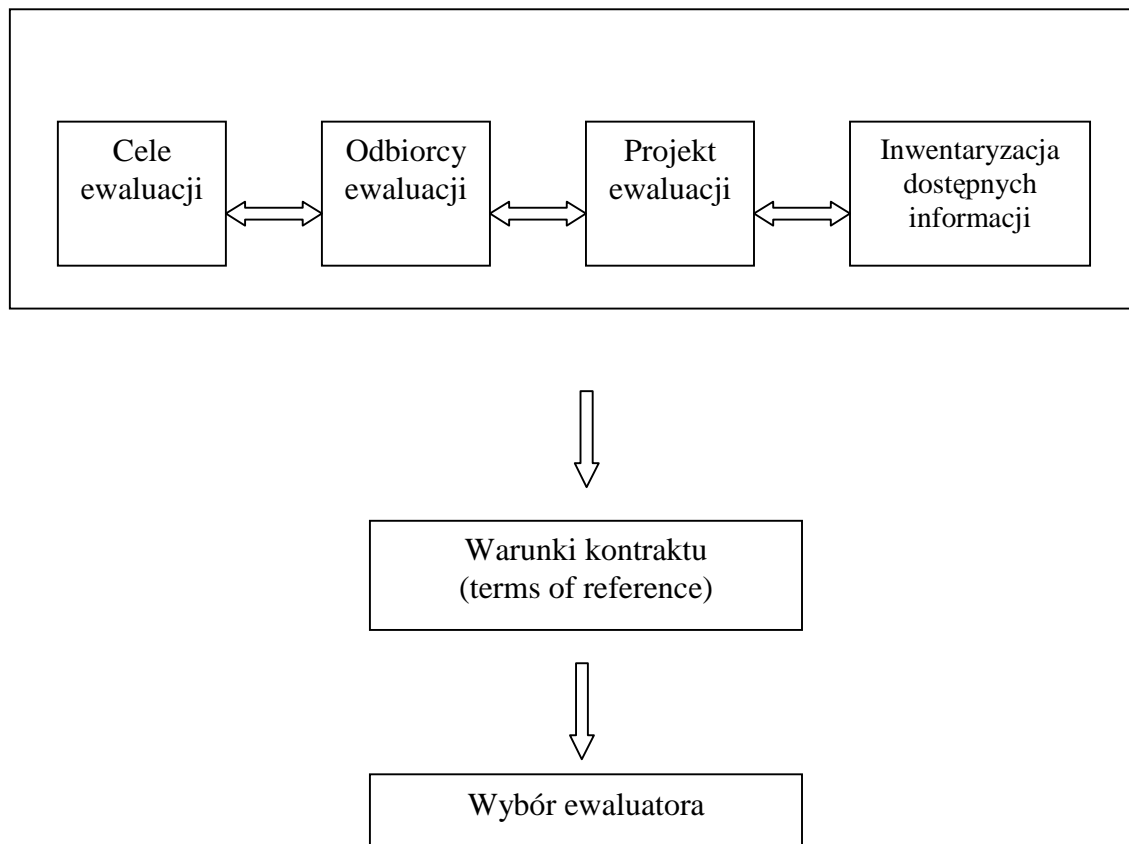 Cele
ewaluacji
Odbiorcy
ewaluacji
Projekt
ewaluacji
Inwentaryzacja
dostępnych
informacji
Warunki kontraktu
(terms of reference)
Wybór ewaluatora